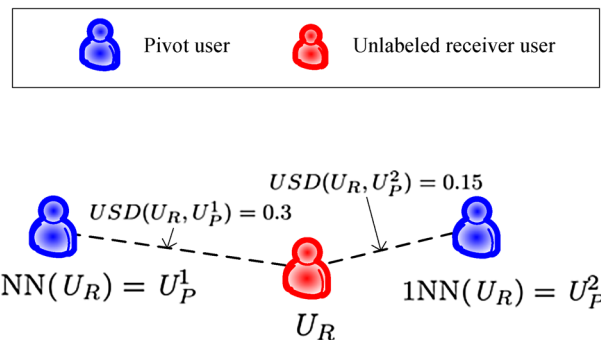 Pivot user
Unlabeled receiver user
USD(U_R, U_P^2) = 0.15
USD(U_R, U_P^1) = 0.3
NN(U_R) = U_P^1
1NN(U_R) = U_P^2
U_R